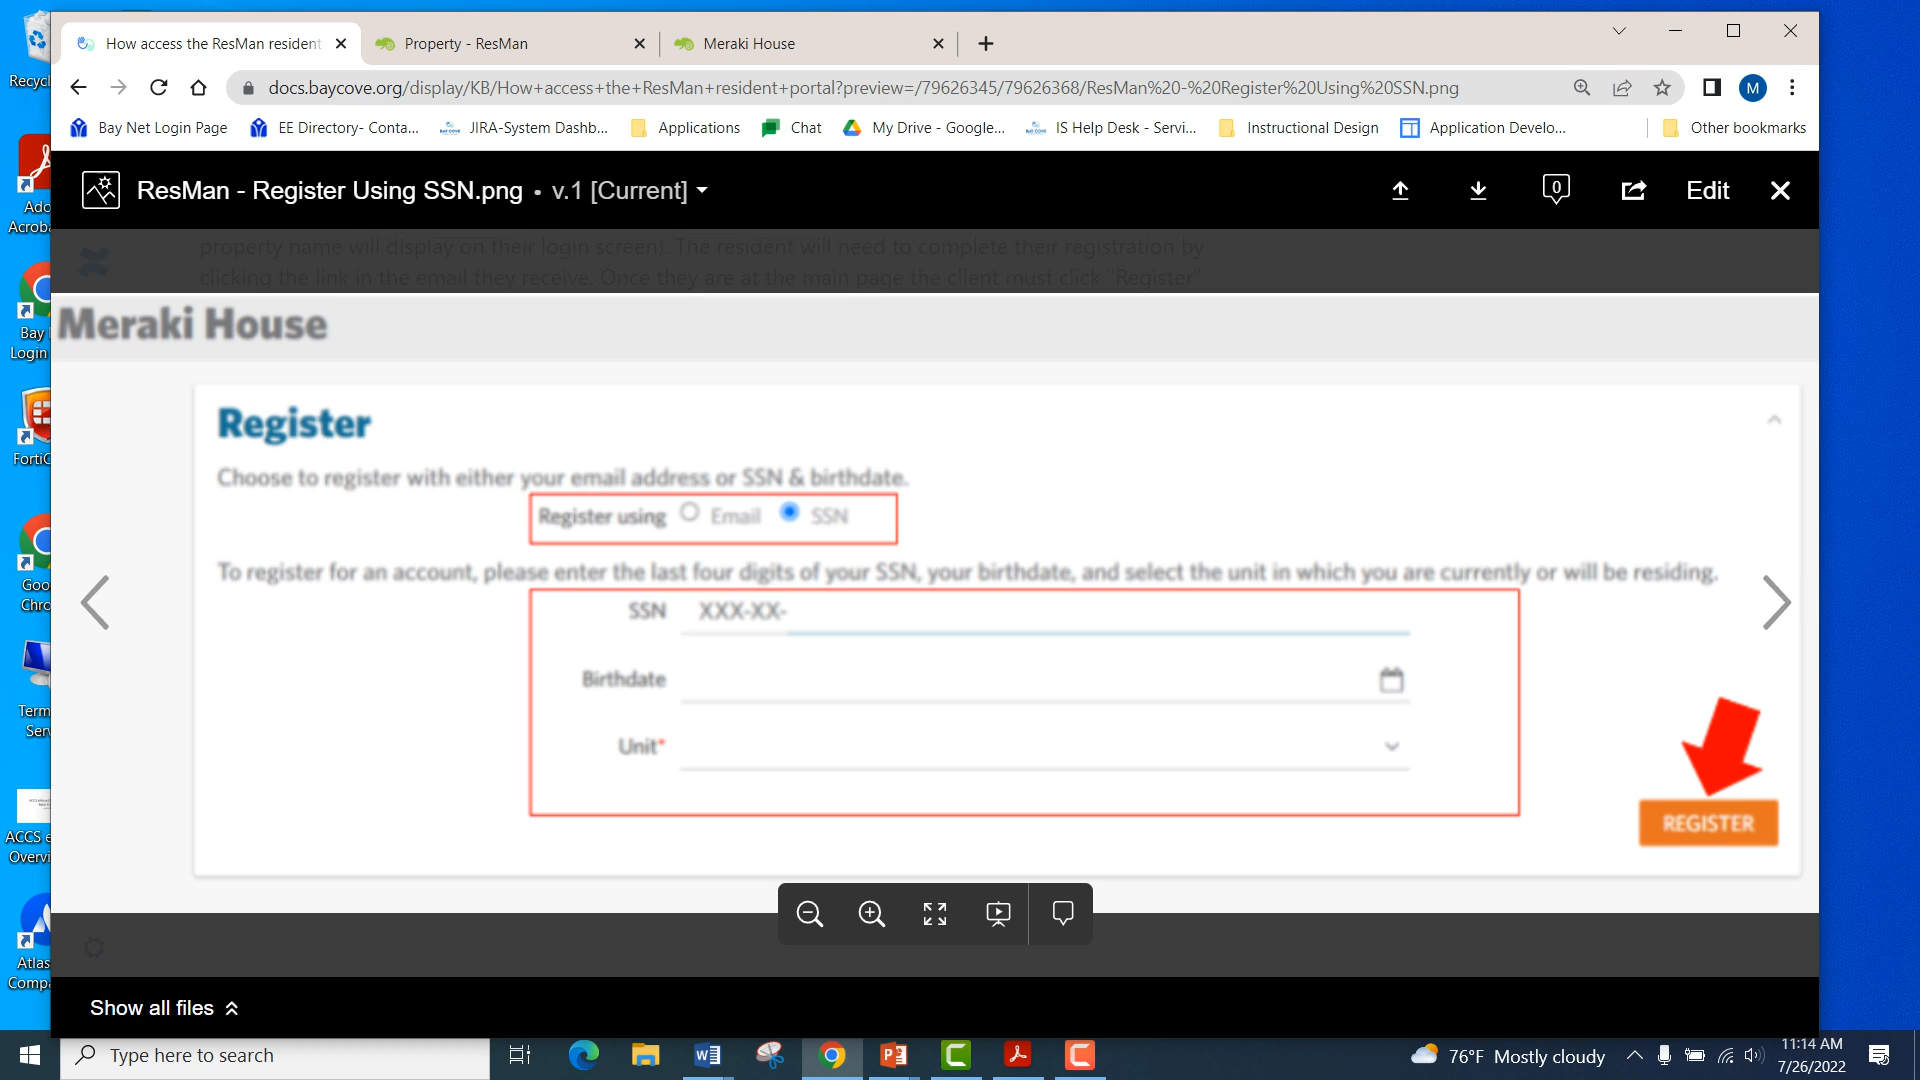 How access the ResMan resident
Property - ResMan
Meraki House
docs.baycove.org/display/KB/How+access+the+ResMan+resident+portal?preview=/79626345/79626368/ResMan%20-%20Register%20Using%20SSN.png
M
Bay Net Login Page
EE Directory- Conta...
JIRA-System Dashb...
Applications
Chat
My Drive - Google...
IS Help Desk - Servi...
Instructional Design
Application Develo...
Other bookmarks
ResMan - Register Using SSN.png • v.1 [Current]
0
Edit
property name will display on their login screen). The resident will need to complete their registration by
clicking the link in the email they receive. Once they are at the main page the client must click "Register"
Meraki House
Register
Choose to register with either your email address or SSN & birthdate.
Register using Email SSN
To register for an account, please enter the last four digits of your SSN, your birthdate, and select the unit in which you are currently or will be residing.
SSN XXX-XX-
Birthdate
Unit*
REGISTER
Show all files
Recycl
Ado
Acroba
Bay
Login
FortiC
Goo
Chro
Term
Serv
ACCS e
Overvi
Atlas
Compa
Type here to search
76°F Mostly cloudy
11:14 AM
7/26/2022